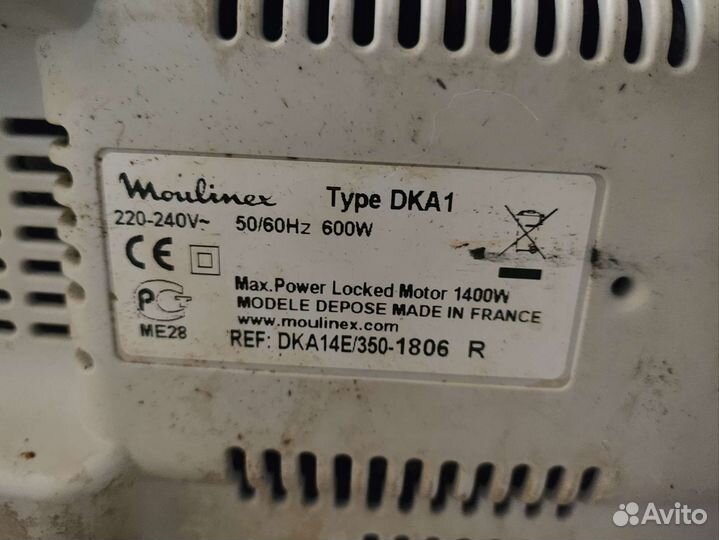 Moulinex Type DKA1
220-240V~ 50/60Hz 600W
CE
Max.Power Locked Motor 1400W
MODELE DEPOSE MADE IN FRANCE
www.moulinex.com
РСТ
ME28
REF: DKA14E/350-1806 R
Avito